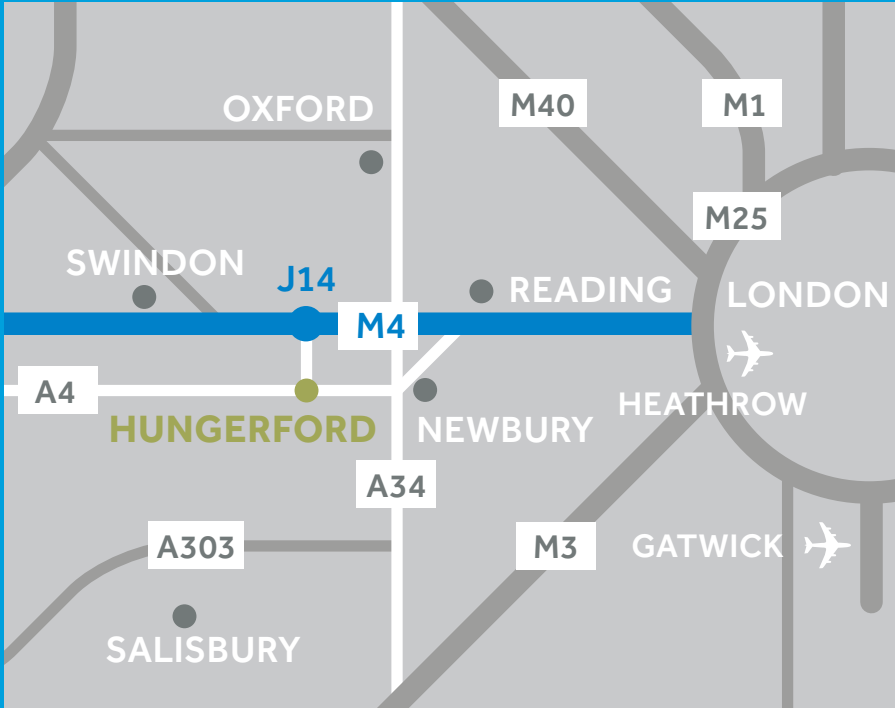 OXFORD
M40
M1
M25
SWINDON
J14
READING
LONDON
M4
A4
HEATHROW
HUNGERFORD
NEWBURY
A34
A303
M3
GATWICK
SALISBURY